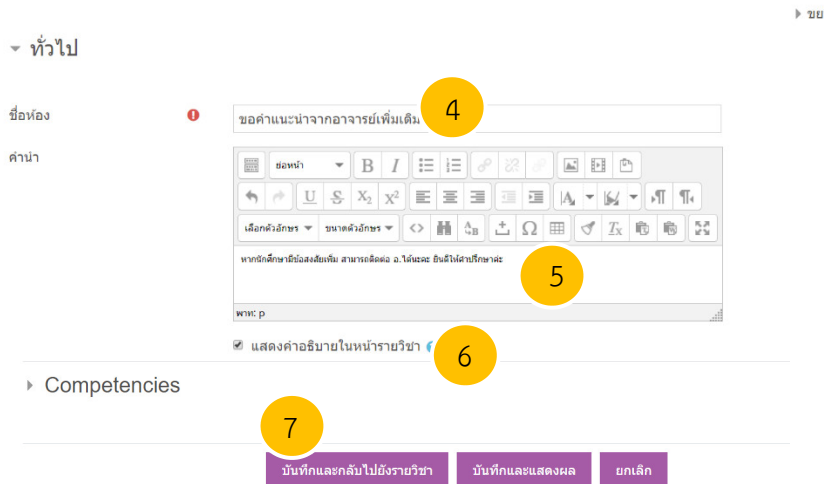 ขย
ทั่วไป
4
ชื่อห้อง
ขอคำแนะนำจากอาจารย์เพิ่มเติม
คำนำ
ย่อหน้า B I
U S X₂ X²
เลือกตัวอักษร ขนาดตัวอักษร Ω
หากนักศึกษามีข้อสงสัยเพิ่ม สามารถติดต่อ อ.ได้นะคะ ยินดีให้คำปรึกษาค่ะ
5
พาท: p
แสดงคำอธิบายในหน้ารายวิชา
6
Competencies
7
บันทึกและกลับไปยังรายวิชา บันทึกและแสดงผล ยกเลิก